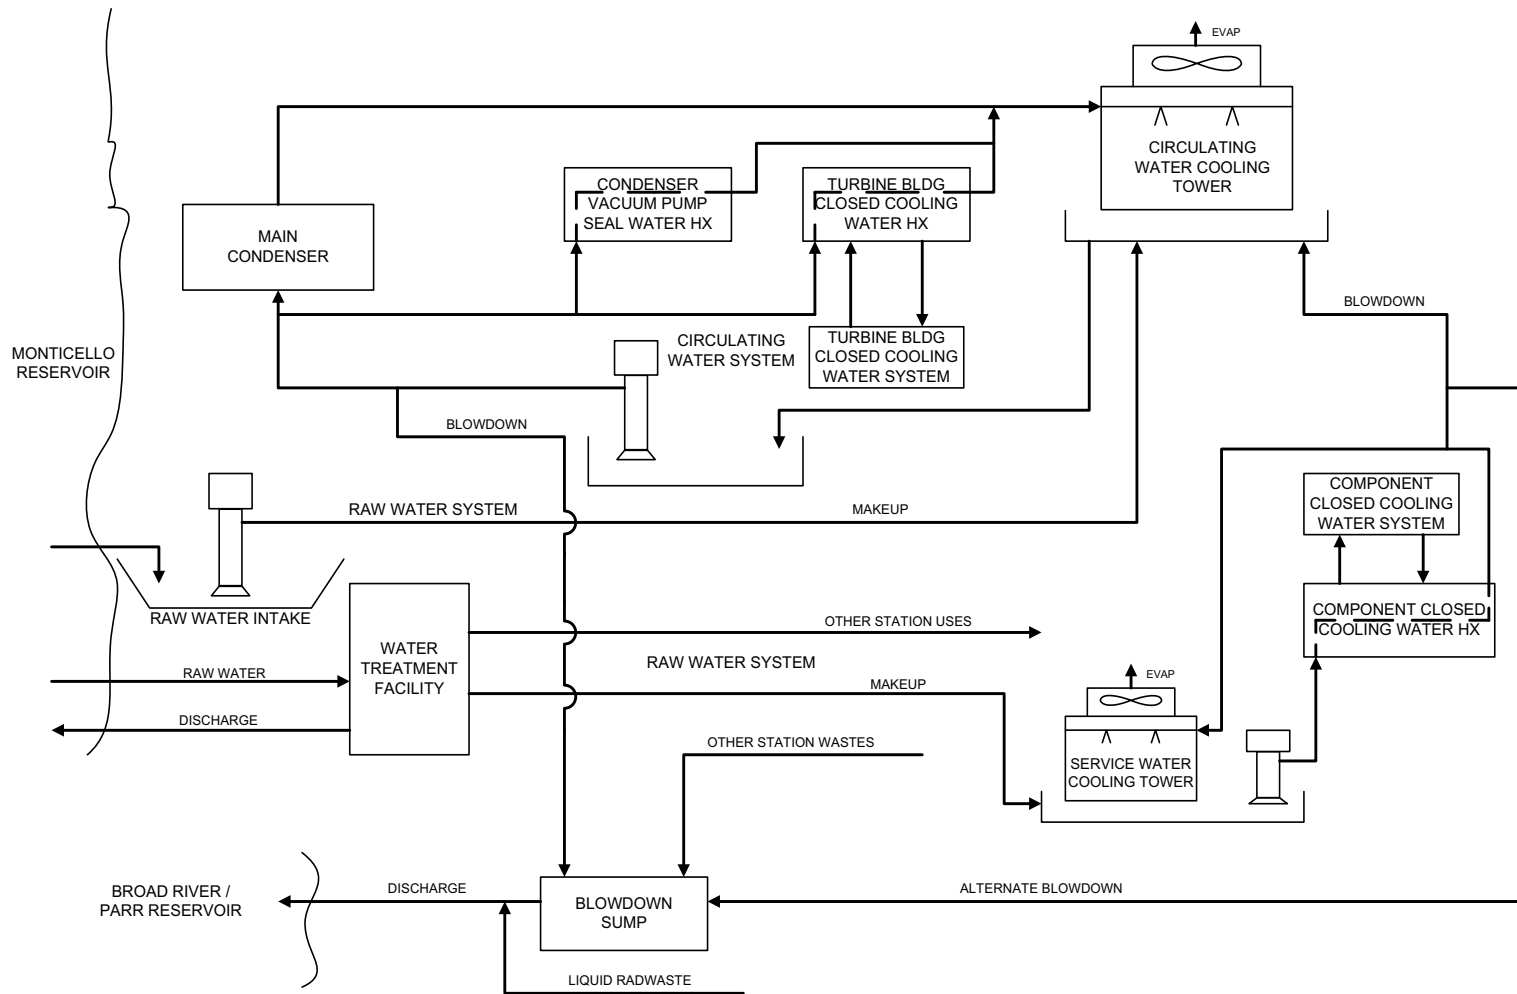 EVAP
CIRCULATING
WATER COOLING
TOWER
CONDENSER
VACUUM PUMP
SEAL WATER HX
TURBINE BLDG
CLOSED COOLING
WATER HX
MAIN
CONDENSER
BLOWDOWN
MONTICELLO
RESERVOIR
CIRCULATING
WATER SYSTEM
TURBINE BLDG
CLOSED COOLING
WATER SYSTEM
BLOWDOWN
RAW WATER SYSTEM
MAKEUP
COMPONENT
CLOSED COOLING
WATER SYSTEM
RAW WATER INTAKE
COMPONENT CLOSED
COOLING WATER HX
WATER
TREATMENT
FACILITY
OTHER STATION USES
RAW WATER SYSTEM
RAW WATER
MAKEUP
EVAP
DISCHARGE
OTHER STATION WASTES
SERVICE WATER
COOLING TOWER
BROAD RIVER /
PARR RESERVOIR
DISCHARGE
BLOWDOWN
SUMP
ALTERNATE BLOWDOWN
LIQUID RADWASTE